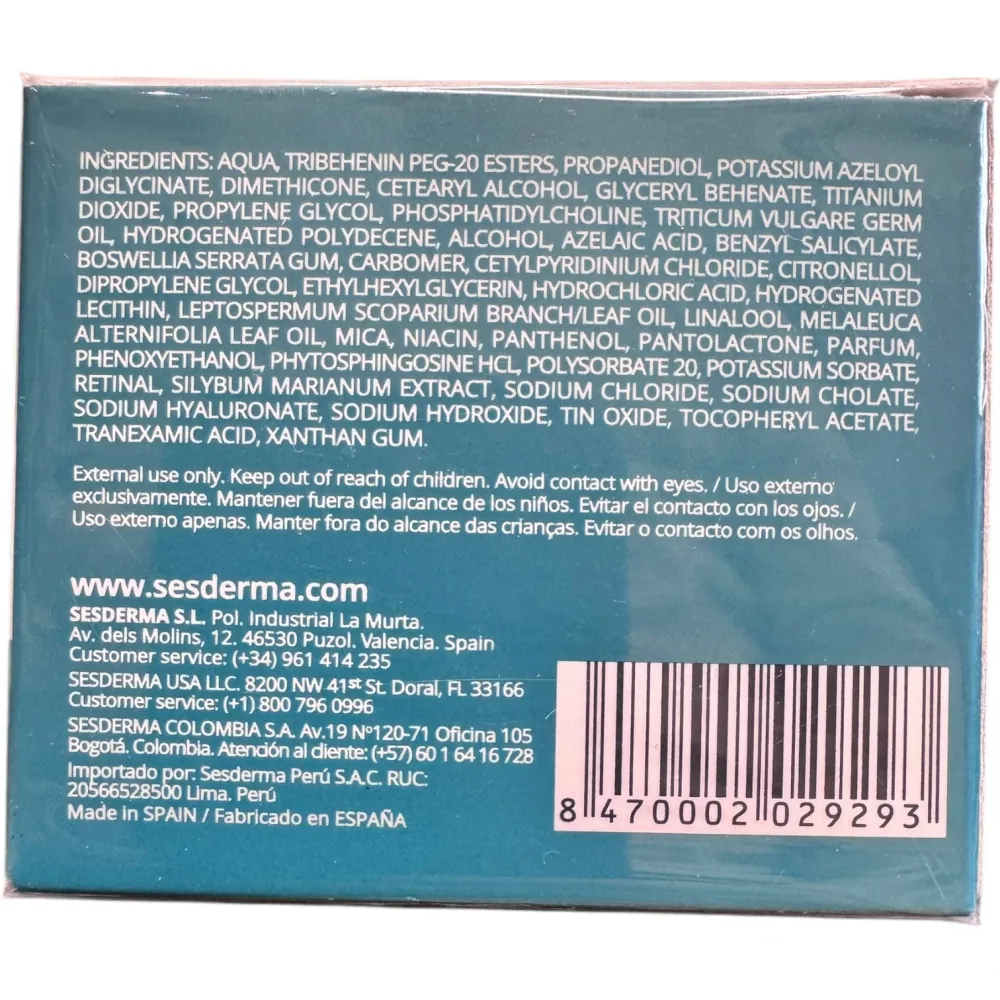 INGREDIENTS: AQUA, TRIBEHENIN PEG-20 ESTERS, PROPANEDIOL, POTASSIUM AZELOYL
DIGLYCINATE, DIMETHICONE, CETEARYL ALCOHOL, GLYCERYL BEHENATE, TITANIUM
DIOXIDE, PROPYLENE GLYCOL, PHOSPHATIDYLCHOLINE, TRITICUM VULGARE GERM
OIL, HYDROGENATED POLYDECENE, ALCOHOL, AZELAIC ACID, BENZYL SALICYLATE,
BOSWELLIA SERRATA GUM, CARBOMER, CETYLPYRIDINIUM CHLORIDE, CITRONELLOL,
DIPROPYLENE GLYCOL, ETHYLHEXYLGLYCERIN, HYDROCHLORIC ACID, HYDROGENATED
LECITHIN, LEPTOSPERMUM SCOPARIUM BRANCH/LEAF OIL, LINALOOL, MELALEUCA
ALTERNIFOLIA LEAF OIL, MICA, NIACIN, PANTHENOL, PANTOLACTONE, PARFUM,
PHENOXYETHANOL, PHYTOSPHINGOSINE HCL, POLYSORBATE 20, POTASSIUM SORBATE,
RETINAL, SILYBUM MARIANUM EXTRACT, SODIUM CHLORIDE, SODIUM CHOLATE,
SODIUM HYALURONATE, SODIUM HYDROXIDE, TIN OXIDE, TOCOPHERYL ACETATE,
TRANEXAMIC ACID, XANTHAN GUM.
External use only. Keep out of reach of children. Avoid contact with eyes. / Uso externo
exclusivamente. Mantener fuera del alcance de los niños. Evitar el contacto con los ojos. /
Uso externo apenas. Manter fora do alcance das crianças. Evitar o contacto com os olhos.
www.sesderma.com
SESDERMA S.L. Pol. Industrial La Murta.
Av. dels Molins, 12. 46530 Puzol. Valencia. Spain
Customer service: (+34) 961 414 235
SESDERMA USA LLC. 8200 NW 41st St. Doral, FL 33166
Customer service: (+1) 800 796 0996
SESDERMA COLOMBIA S.A. Av.19 Nº120-71 Oficina 105
Bogotá. Colombia. Atención al cliente: (+57) 60 1 64 16 728
Importado por: Sesderma Perú S.A.C. RUC:
20566528500 Lima. Perú
Made in SPAIN / Fabricado en ESPAÑA
8 470002 029293